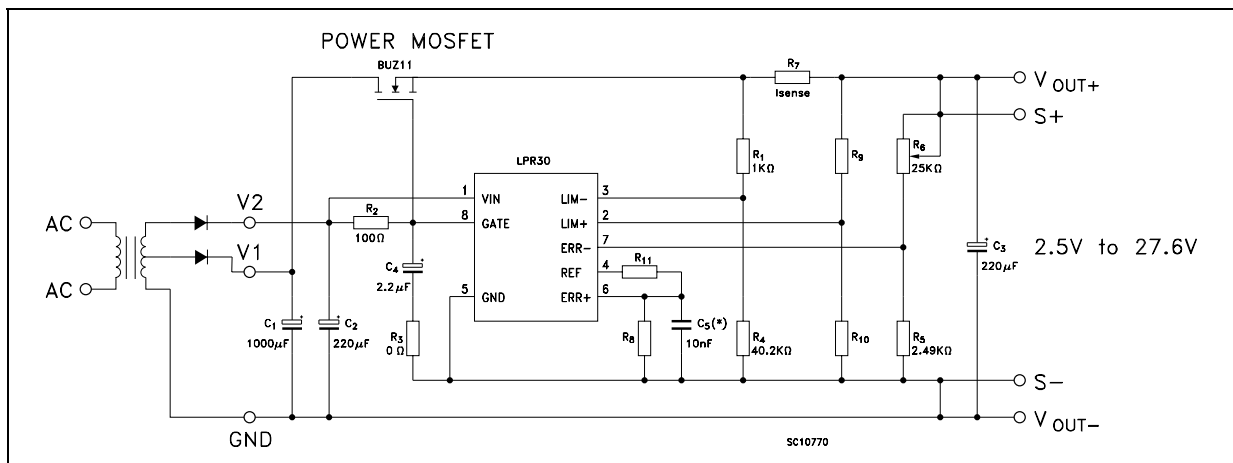 POWER MOSFET
BUZ11
R7
Isense
VOUT+
S+
LPR30
R1
1KΩ
R9
R6
25KΩ
AC
V2
R2
100Ω
1 VIN
8 GATE
5 GND
LIM- 3
LIM+ 2
ERR- 7
REF 4
ERR+ 6
R11
V1
AC
C4
2.2µF
C3
220µF
2.5V to 27.6V
C1
1000µF
C2
220µF
R3
0Ω
R8
C5(*)
10nF
R4
40.2KΩ
R10
R5
2.49KΩ
S-
GND
SC10770
VOUT-